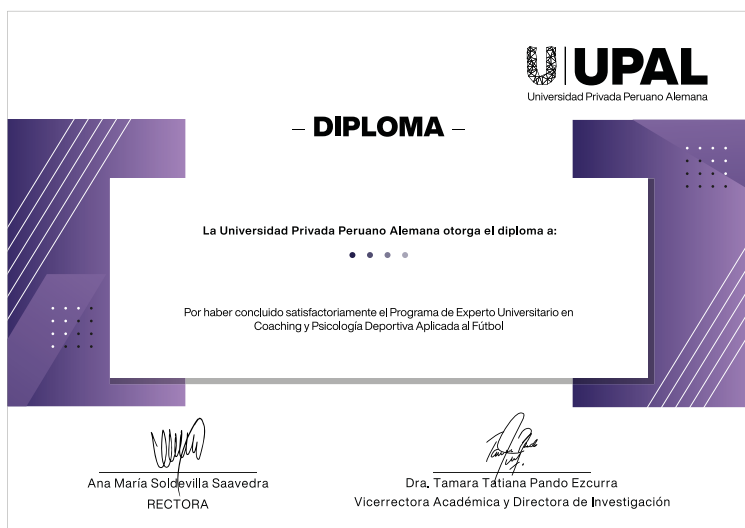 UPAL
Universidad Privada Peruano Alemana
– DIPLOMA –
La Universidad Privada Peruano Alemana otorga el diploma a:
Por haber concluido satisfactoriamente el Programa de Experto Universitario en
Coaching y Psicología Deportiva Aplicada al Fútbol
Ana María Soldevilla Saavedra
RECTORA
Dra. Tamara Tatiana Pando Ezcurra
Vicerrectora Académica y Directora de Investigación